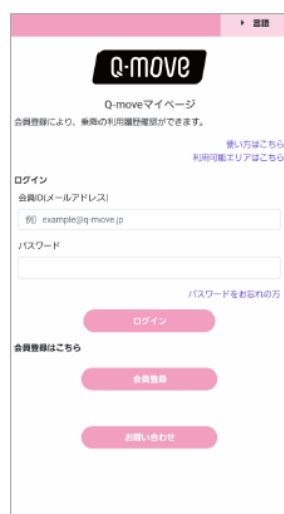 言語
Q-move
Q-moveマイページ
会員登録により、乗降の利用履歴確認ができます。
使い方はこちら
利用可能エリアはこちら
ログイン
会員ID(メールアドレス)
例) example@q-move.jp
パスワード
パスワードをお忘れの方
ログイン
会員登録はこちら
会員登録
お問い合わせ